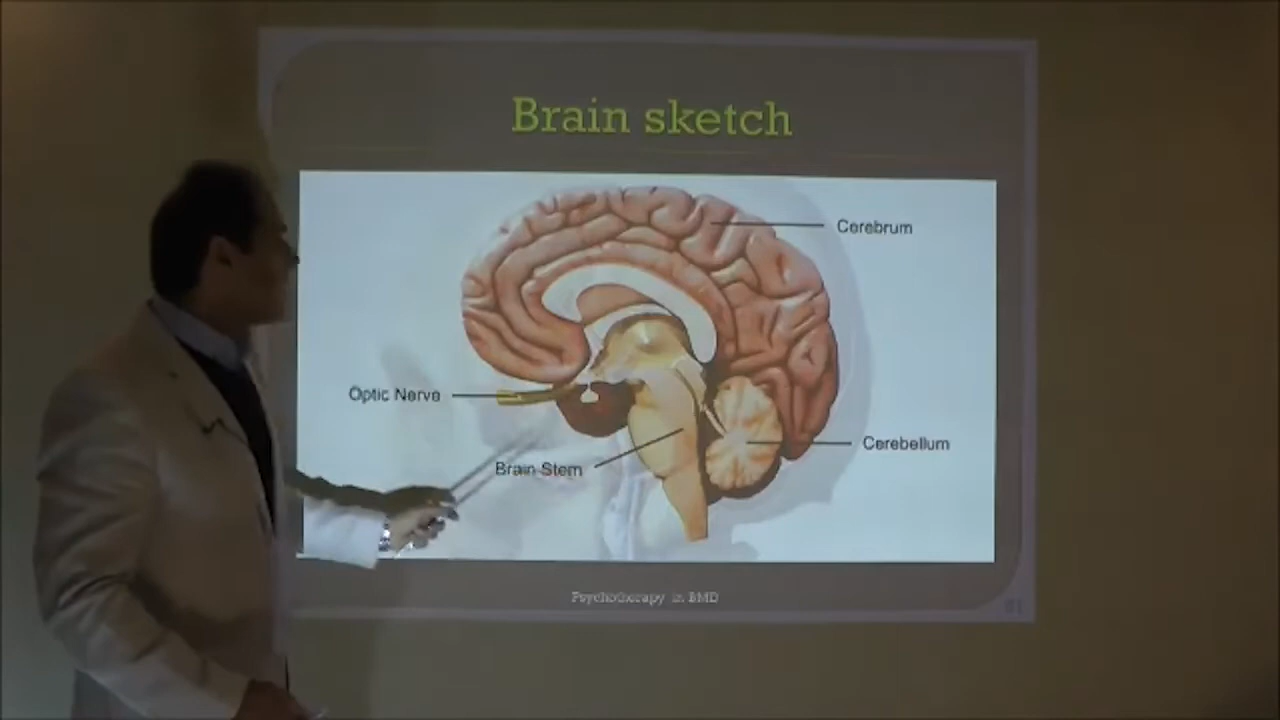 Brain sketch
Cerebrum
Optic Nerve
Cerebellum
Brain Stem
Psychotherapy in BMD